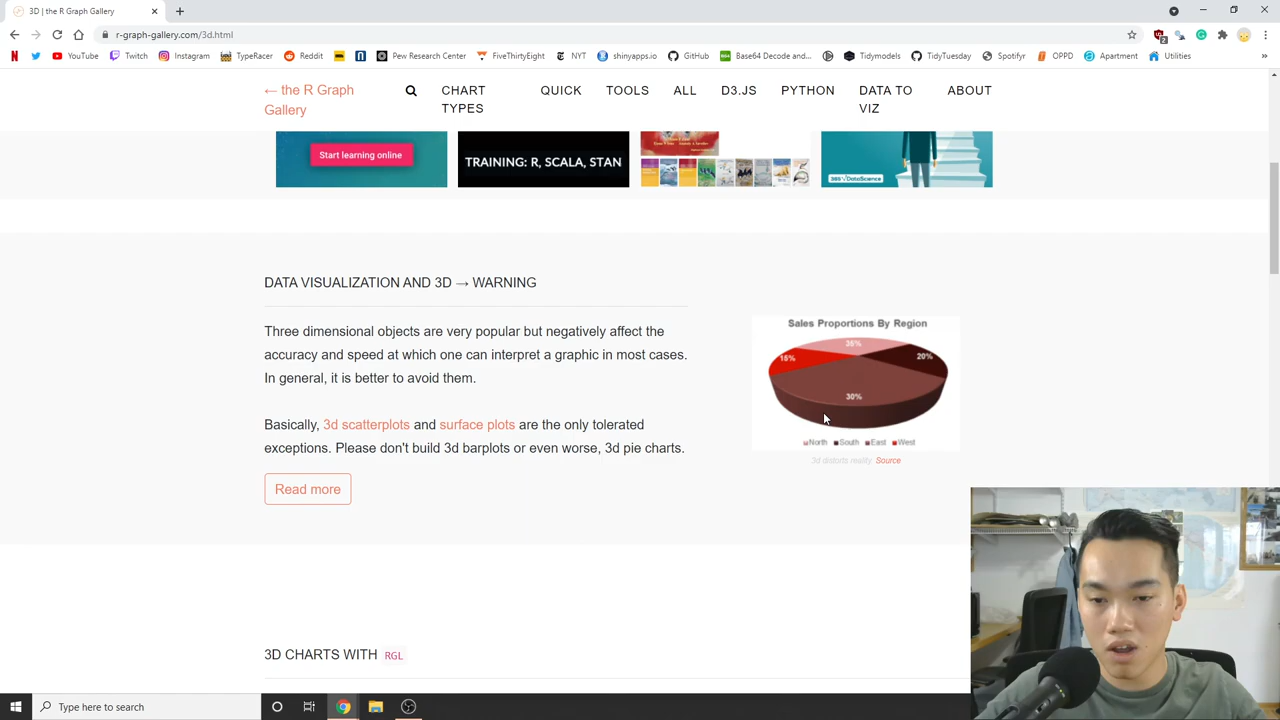 3D | the R Graph Gallery
r-graph-gallery.com/3d.html
YouTube Twitch Instagram TypeRacer Reddit Pew Research Center FiveThirtyEight NYT shinyapps.io GitHub Base64 Decode and... Tidymodels TidyTuesday Spotifyr OPPD Apartment Utilities »
← the R Graph Gallery
CHART TYPES
QUICK
TOOLS
ALL
D3.JS
PYTHON
DATA TO VIZ
ABOUT
Start learning online
TRAINING: R, SCALA, STAN
365√DataScience
DATA VISUALIZATION AND 3D → WARNING
Three dimensional objects are very popular but negatively affect the
accuracy and speed at which one can interpret a graphic in most cases.
In general, it is better to avoid them.
Basically, 3d scatterplots and surface plots are the only tolerated
exceptions. Please don't build 3d barplots or even worse, 3d pie charts.
Read more
Sales Proportions By Region
35%
15%
20%
30%
North South East West
3d distorts reality Source
3D CHARTS WITH RGL
Type here to search